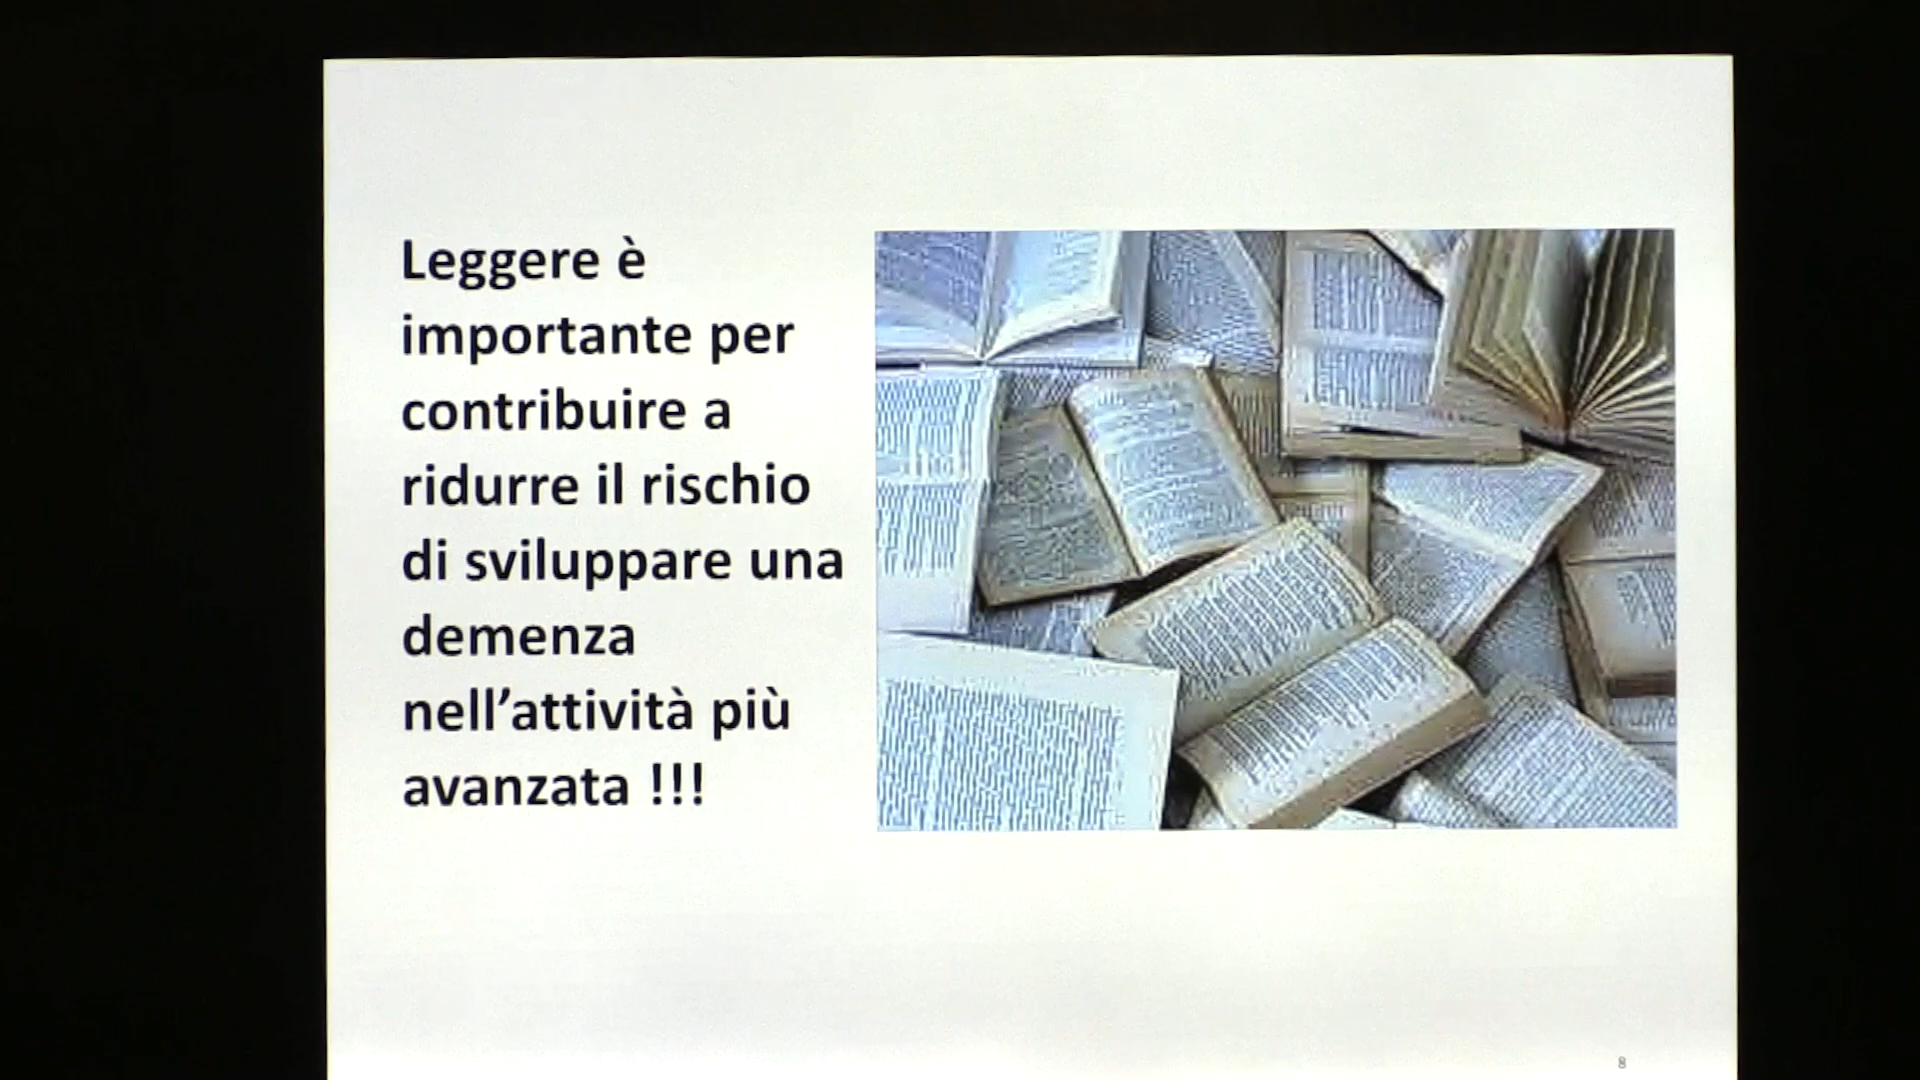 Leggere è
importante per
contribuire a
ridurre il rischio
di sviluppare una
demenza
nell’attività più
avanzata !!!
8